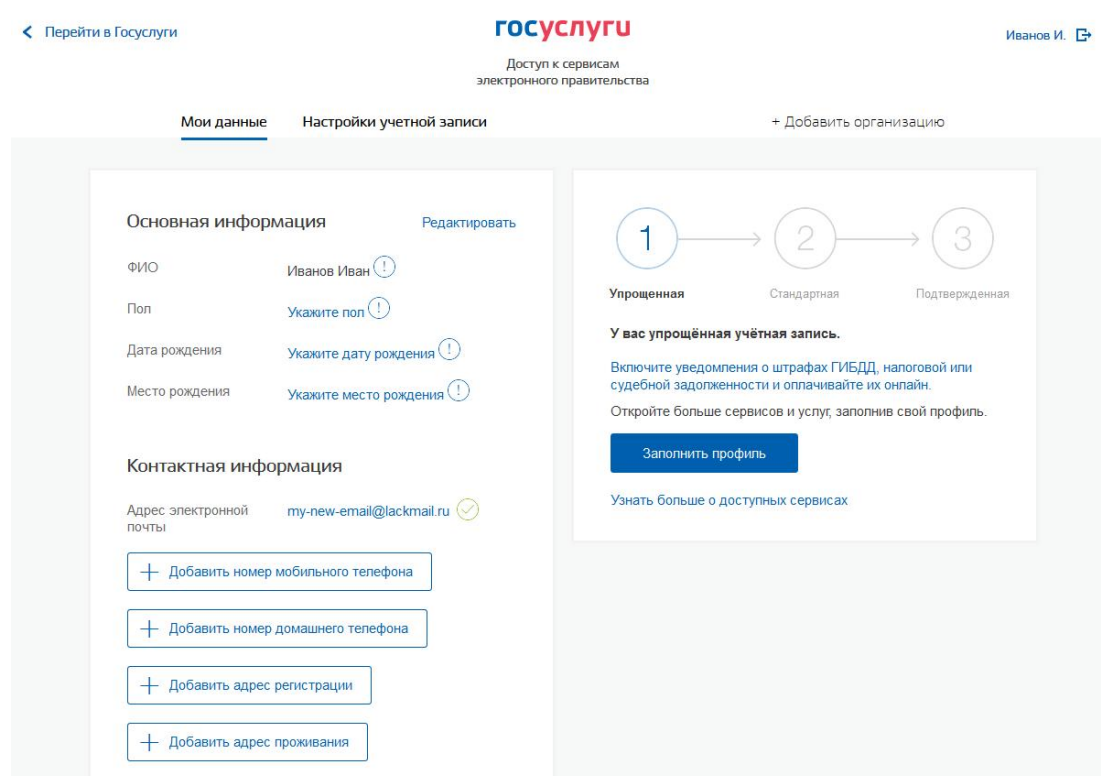 Перейти в Госуслуги
госуслуги
Иванов И.
Доступ к сервисам
электронного правительства
Мои данные
Настройки учетной записи
+ Добавить организацию
Основная информация
Редактировать
ФИО
Иванов Иван
Пол
Укажите пол
Дата рождения
Укажите дату рождения
Место рождения
Укажите место рождения
Контактная информация
Адрес электронной
почты
my-new-email@lackmail.ru
Добавить номер мобильного телефона
Добавить номер домашнего телефона
Добавить адрес регистрации
Добавить адрес проживания
1
2
3
Упрощенная
Стандартная
Подтвержденная
У вас упрощённая учётная запись.
Включите уведомления о штрафах ГИБДД, налоговой или
судебной задолженности и оплачивайте их онлайн.
Откройте больше сервисов и услуг, заполнив свой профиль.
Заполнить профиль
Узнать больше о доступных сервисах